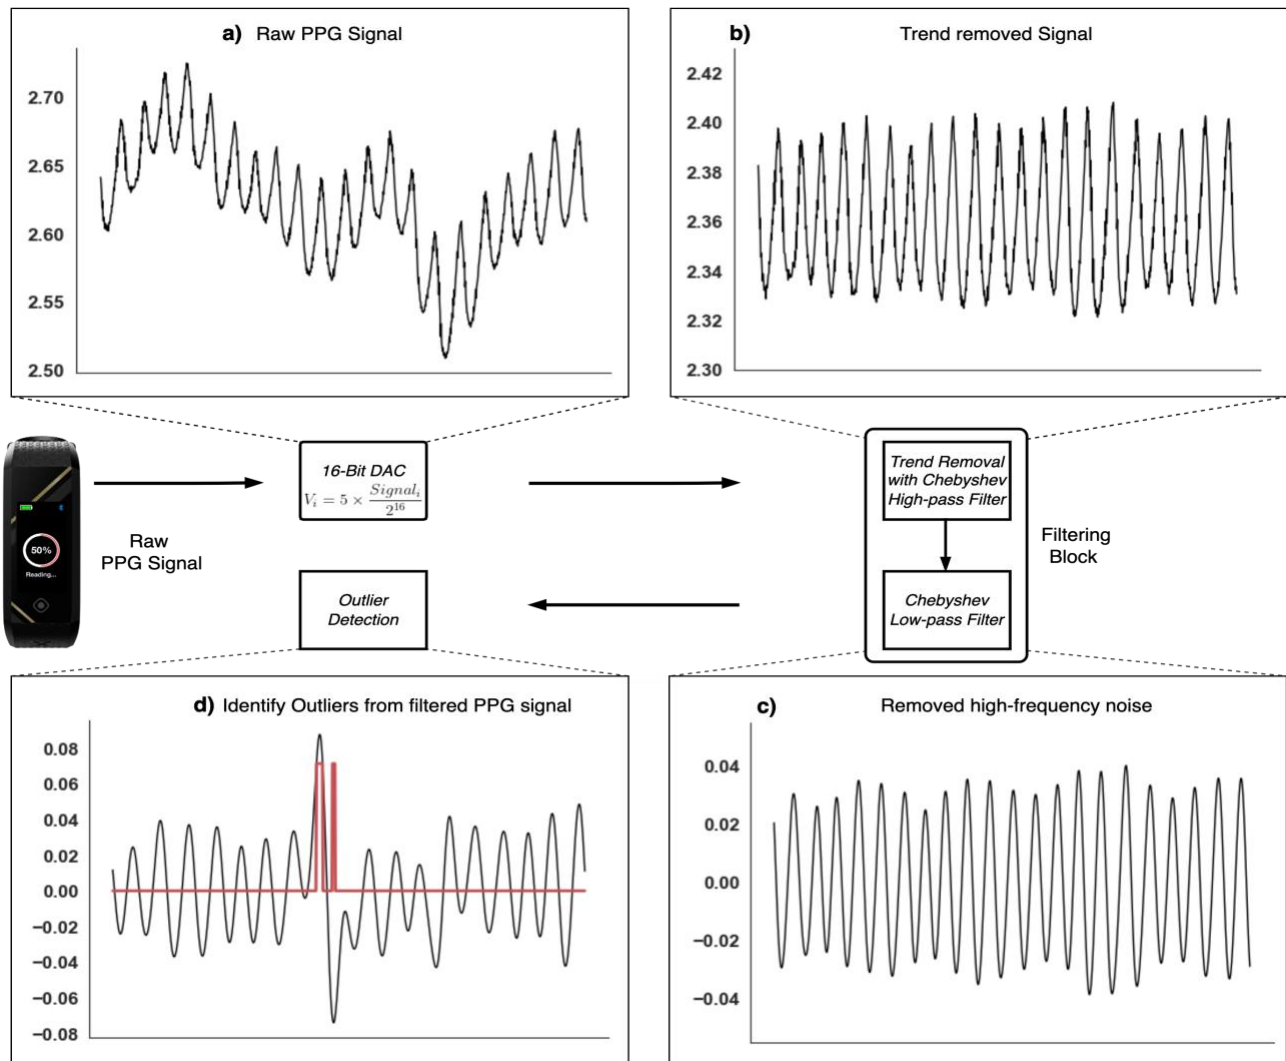 a) Raw PPG Signal
2.70
2.65
2.60
2.55
2.50
b) Trend removed Signal
2.42
2.40
2.38
2.36
2.34
2.32
2.30
50%
Reading...
Raw
PPG Signal
16-Bit DAC
V_i = 5 × Signal_i / 2^16
Trend Removal
with Chebyshev
High-pass Filter
Filtering
Block
Chebyshev
Low-pass Filter
Outlier
Detection
d) Identify Outliers from filtered PPG signal
0.08
0.06
0.04
0.02
0.00
−0.02
−0.04
−0.06
−0.08
c) Removed high-frequency noise
0.04
0.02
0.00
−0.02
−0.04